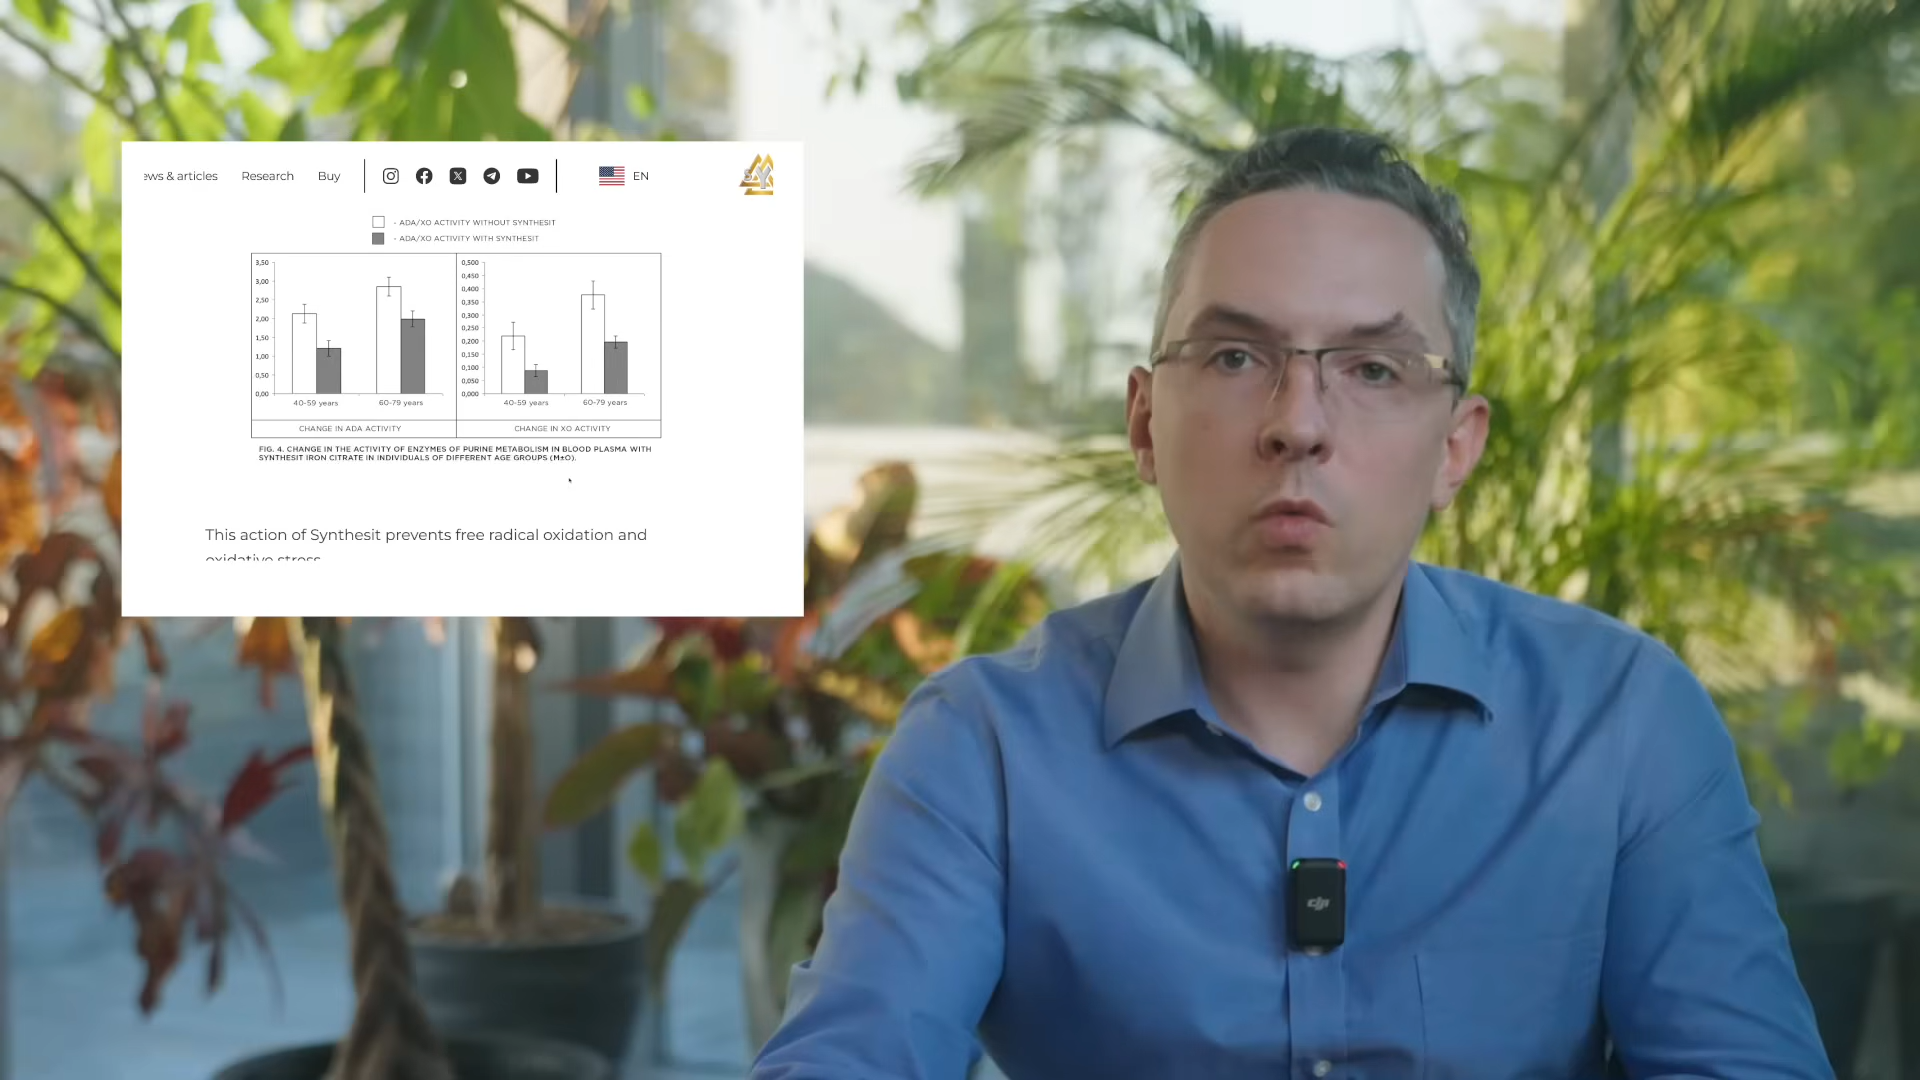 ews & articles Research Buy EN
- ADA/XO ACTIVITY WITHOUT SYNTHESIT
- ADA/XO ACTIVITY WITH SYNTHESIT
3,50
3,00
2,50
2,00
1,50
1,00
0,50
0,00
40-59 years 60-79 years
0,500
0,450
0,400
0,350
0,300
0,250
0,200
0,150
0,100
0,050
0,000
40-59 years 60-79 years
CHANGE IN ADA ACTIVITY CHANGE IN XO ACTIVITY
FIG. 4. CHANGE IN THE ACTIVITY OF ENZYMES OF PURINE METABOLISM IN BLOOD PLASMA WITH
SYNTHESIT IRON CITRATE IN INDIVIDUALS OF DIFFERENT AGE GROUPS (M±O).
This action of Synthesit prevents free radical oxidation and
oxidative stress
dji